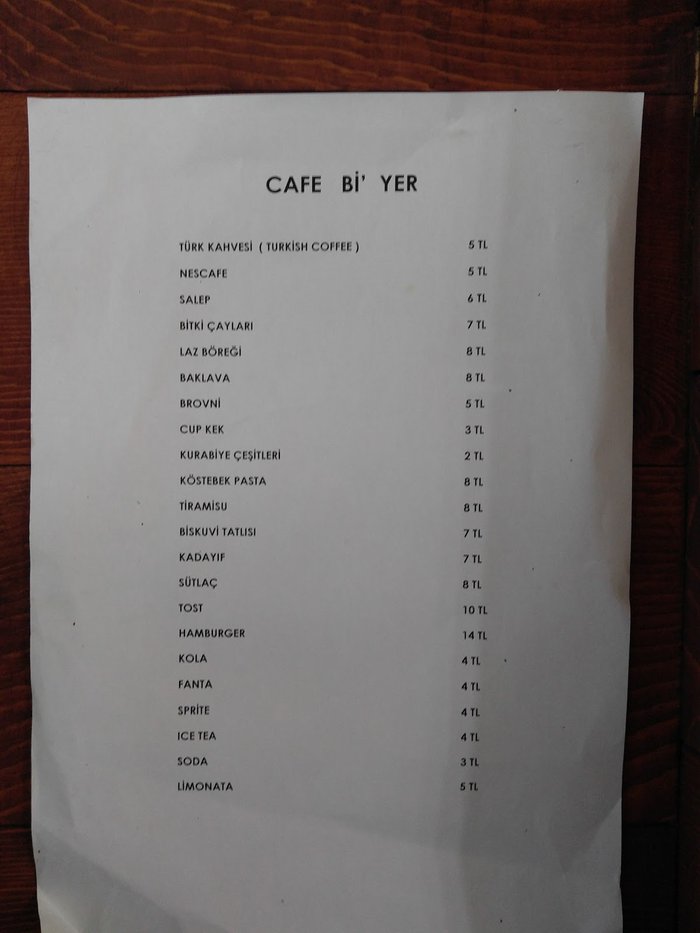 CAFE Bİ' YER
TÜRK KAHVESİ ( TURKİSH COFFEE ) 5 TL
NESCAFE 5 TL
SALEP 6 TL
BİTKİ ÇAYLARI 7 TL
LAZ BÖREĞİ 8 TL
BAKLAVA 8 TL
BROVNİ 5 TL
CUP KEK 3 TL
KURABİYE ÇEŞİTLERİ 2 TL
KÖSTEBEK PASTA 8 TL
TİRAMİSU 8 TL
BİSKUVİ TATLISI 7 TL
KADAYIF 7 TL
SÜTLAÇ 8 TL
TOST 10 TL
HAMBURGER 14 TL
KOLA 4 TL
FANTA 4 TL
SPRİTE 4 TL
ICE TEA 4 TL
SODA 3 TL
LİMONATA 5 TL